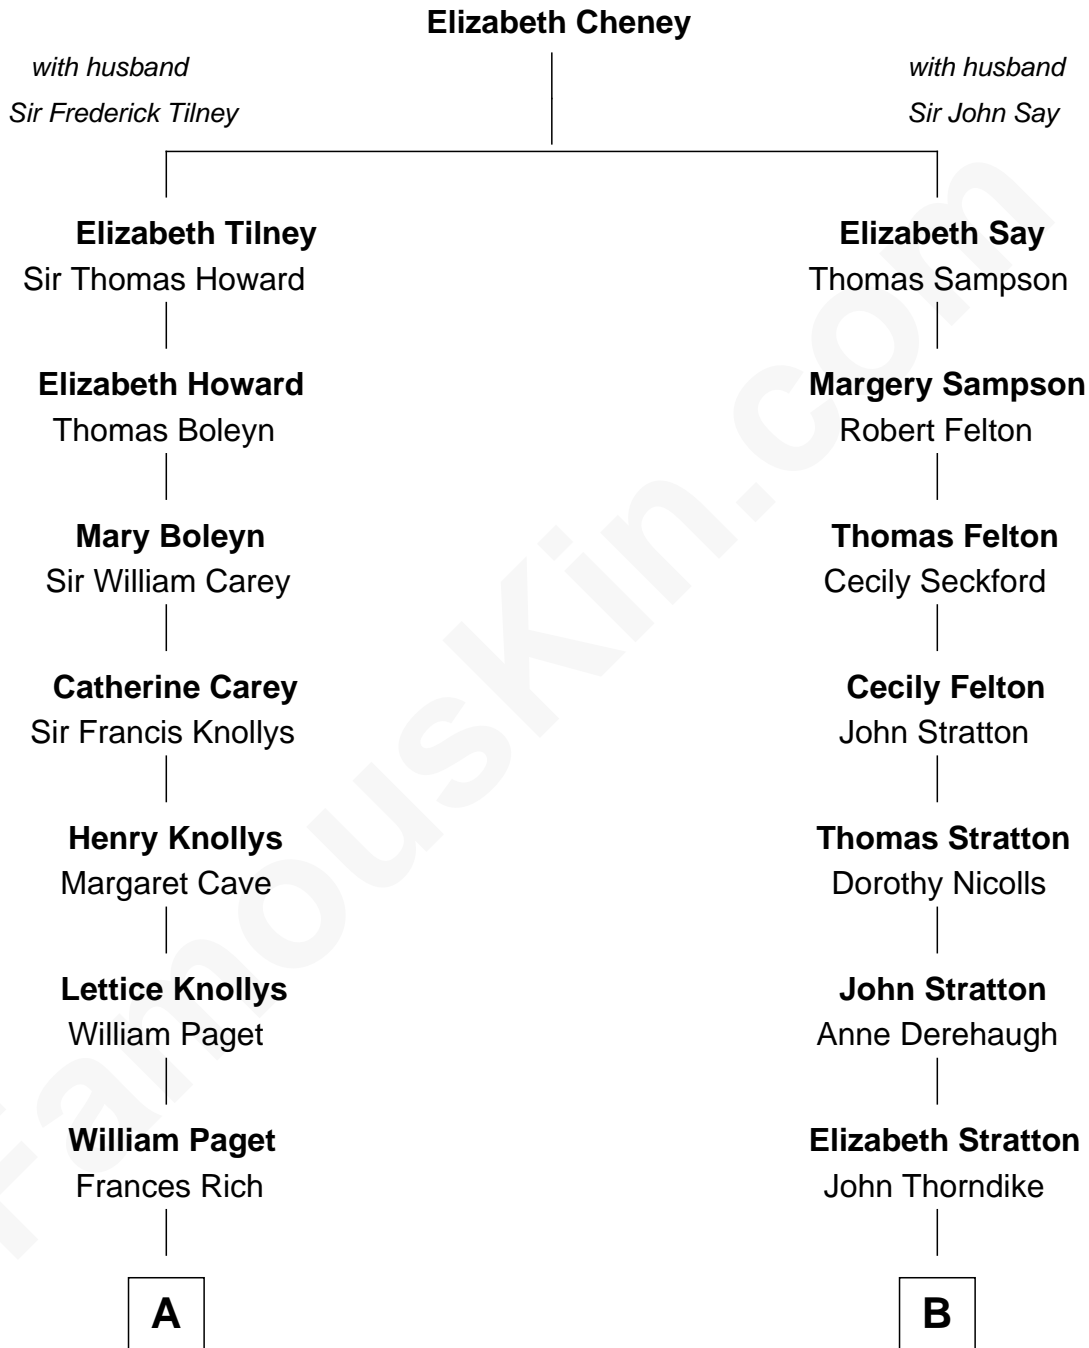 Elizabeth Cheney
with husband
Sir Frederick Tilney
with husband
Sir John Say
Elizabeth Tilney
Sir Thomas Howard
Elizabeth Howard
Thomas Boleyn
Mary Boleyn
Sir William Carey
Catherine Carey
Sir Francis Knollys
Henry Knollys
Margaret Cave
Lettice Knollys
William Paget
William Paget
Frances Rich
A
Elizabeth Say
Thomas Sampson
Margery Sampson
Robert Felton
Thomas Felton
Cecily Seckford
Cecily Felton
John Stratton
Thomas Stratton
Dorothy Nicolls
John Stratton
Anne Derehaugh
Elizabeth Stratton
John Thorndike
B
FamousKin.com